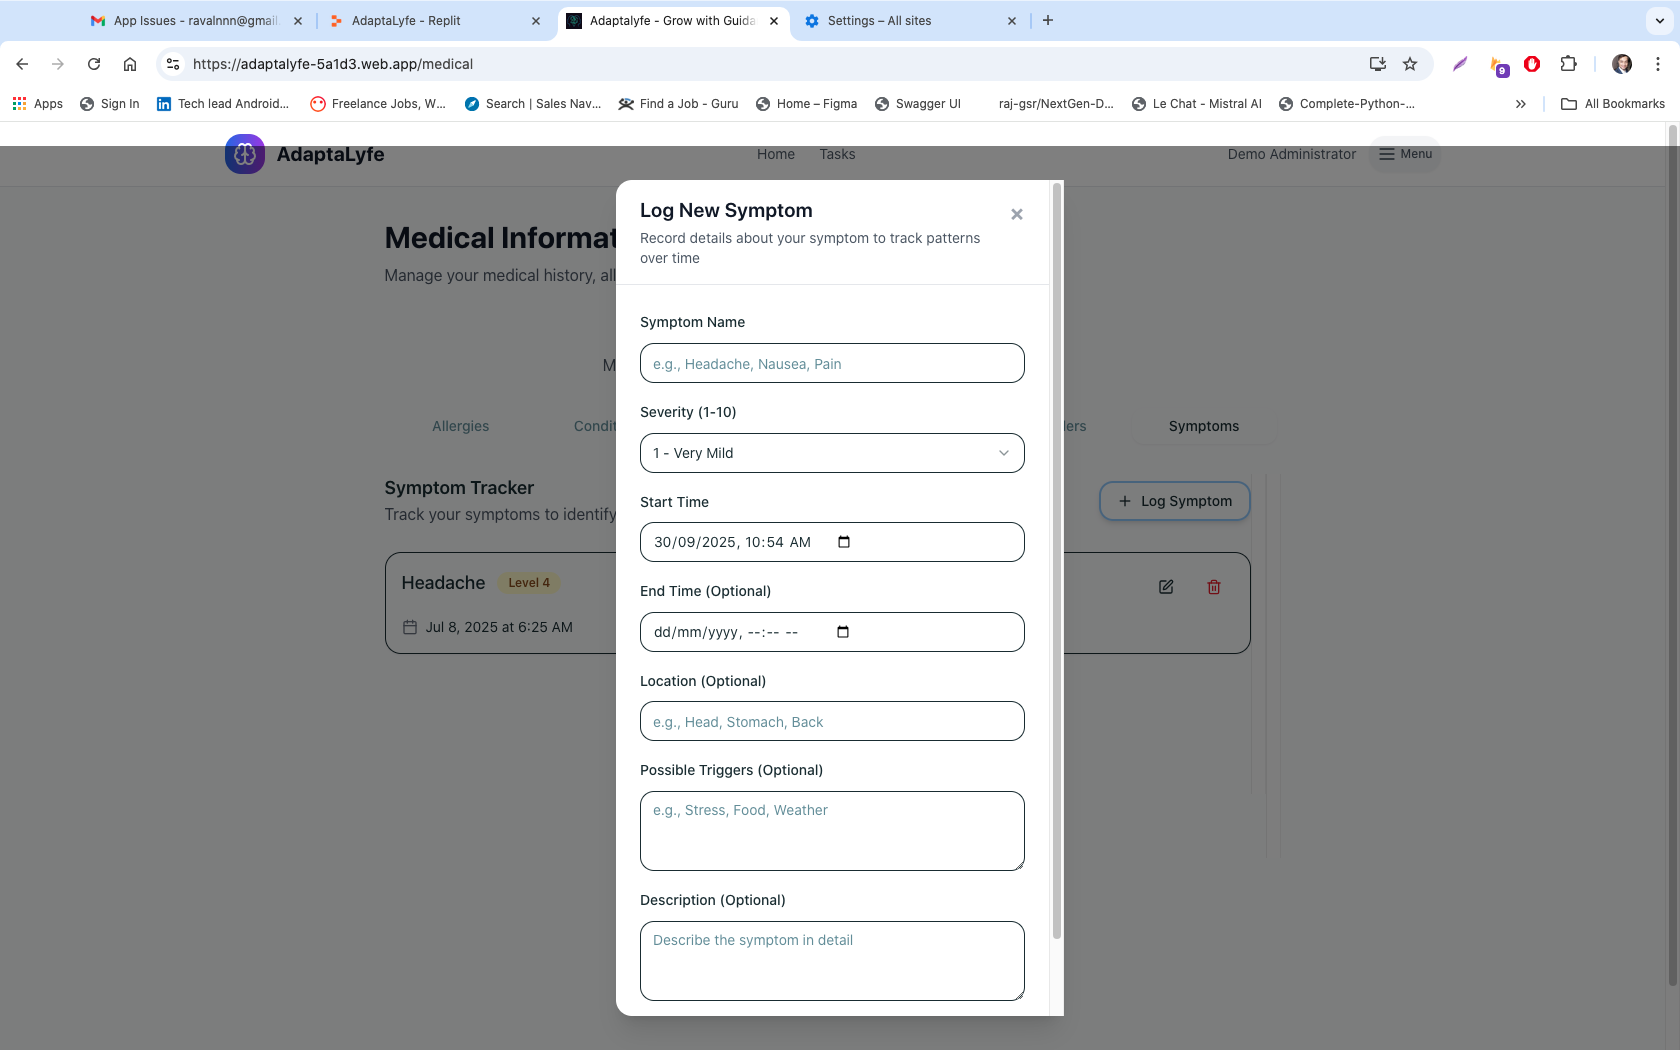 App Issues - ravalnnn@gmail
AdaptaLyfe - Replit
Adaptalyfe - Grow with Guida
Settings – All sites
https://adaptalyfe-5a1d3.web.app/medical
9
Apps
Sign In
Tech lead Android...
Freelance Jobs, W...
Search | Sales Nav...
Find a Job - Guru
Home – Figma
Swagger UI
raj-gsr/NextGen-D...
Le Chat - Mistral AI
Complete-Python-...
All Bookmarks
AdaptaLyfe
Home
Tasks
Demo Administrator
Menu
Medical Informat
Manage your medical history, all
M
Allergies
Condit
ders
Symptoms
Symptom Tracker
Track your symptoms to identify
Log Symptom
Headache
Level 4
Jul 8, 2025 at 6:25 AM
Log New Symptom
Record details about your symptom to track patterns
over time
Symptom Name
e.g., Headache, Nausea, Pain
Severity (1-10)
1 - Very Mild
Start Time
30/09/2025, 10:54 AM
End Time (Optional)
dd/mm/yyyy, --:-- --
Location (Optional)
e.g., Head, Stomach, Back
Possible Triggers (Optional)
e.g., Stress, Food, Weather
Description (Optional)
Describe the symptom in detail